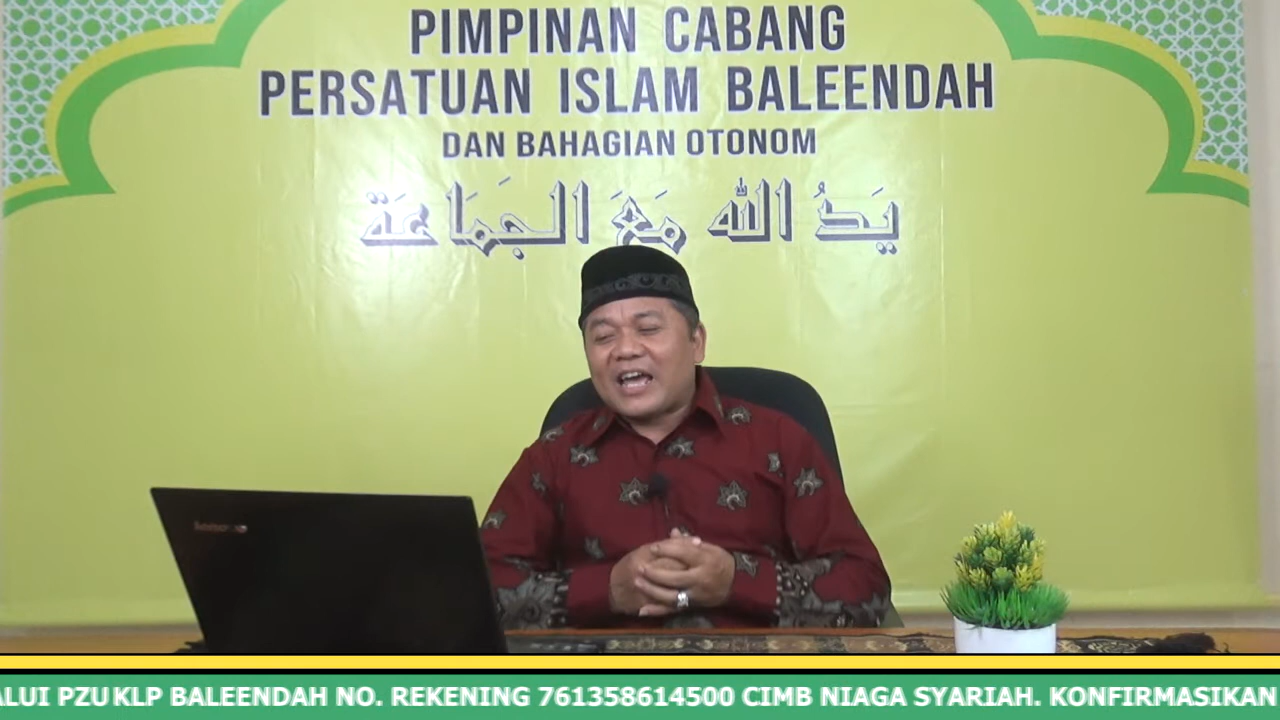 PIMPINAN CABANG
PERSATUAN ISLAM BALEENDAH
DAN BAHAGIAN OTONOM
يَدُ الله مَعَ الجَمَاعَة
ALUI PZU KLP BALEENDAH NO. REKENING 761358614500 CIMB NIAGA SYARIAH. KONFIRMASIKAN